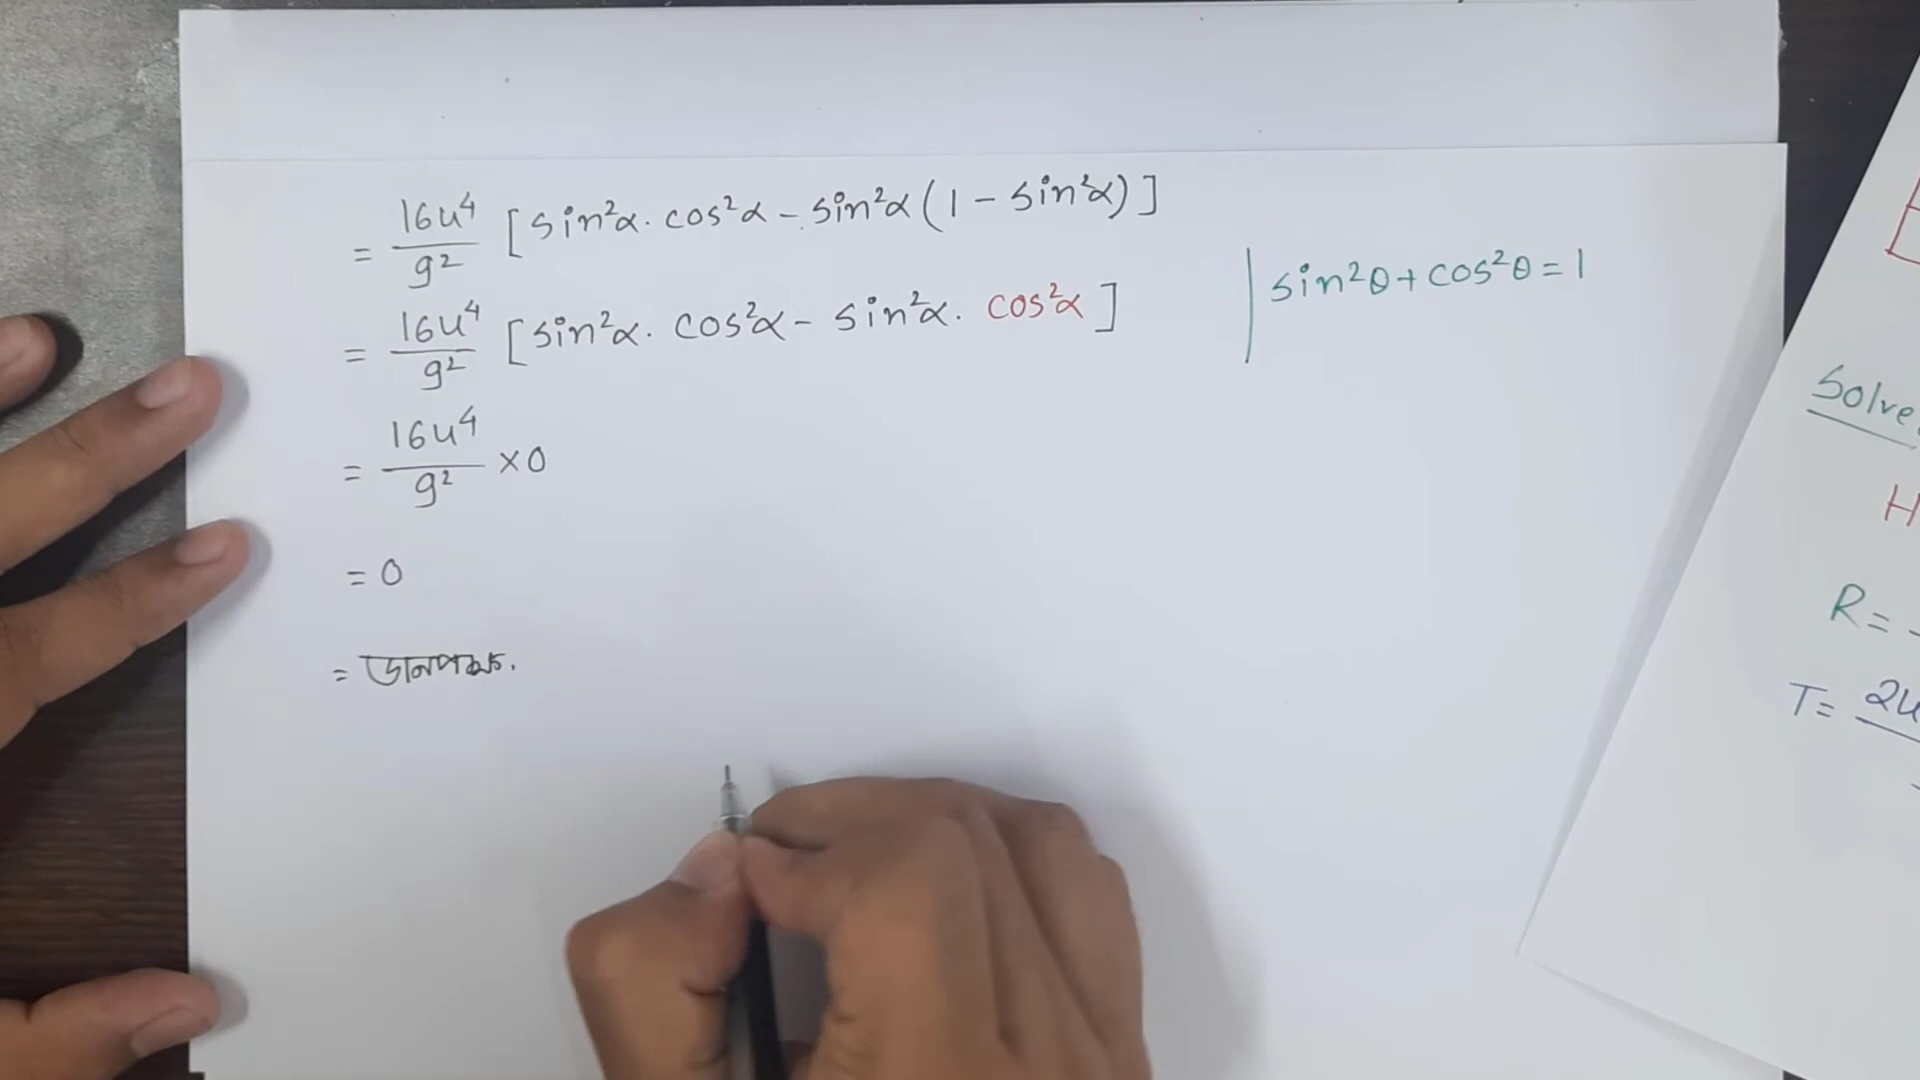 = 16u⁴/g² [sin²α. cos²α - sin²α (1 - sin²α)]
= 16u⁴/g² [sin²α. cos²α - sin²α. cos²α]
sin²θ + cos²θ = 1
= 16u⁴/g² ×0
= 0
= ডানপক্ষ.
Solve
H
R =
T = 2u